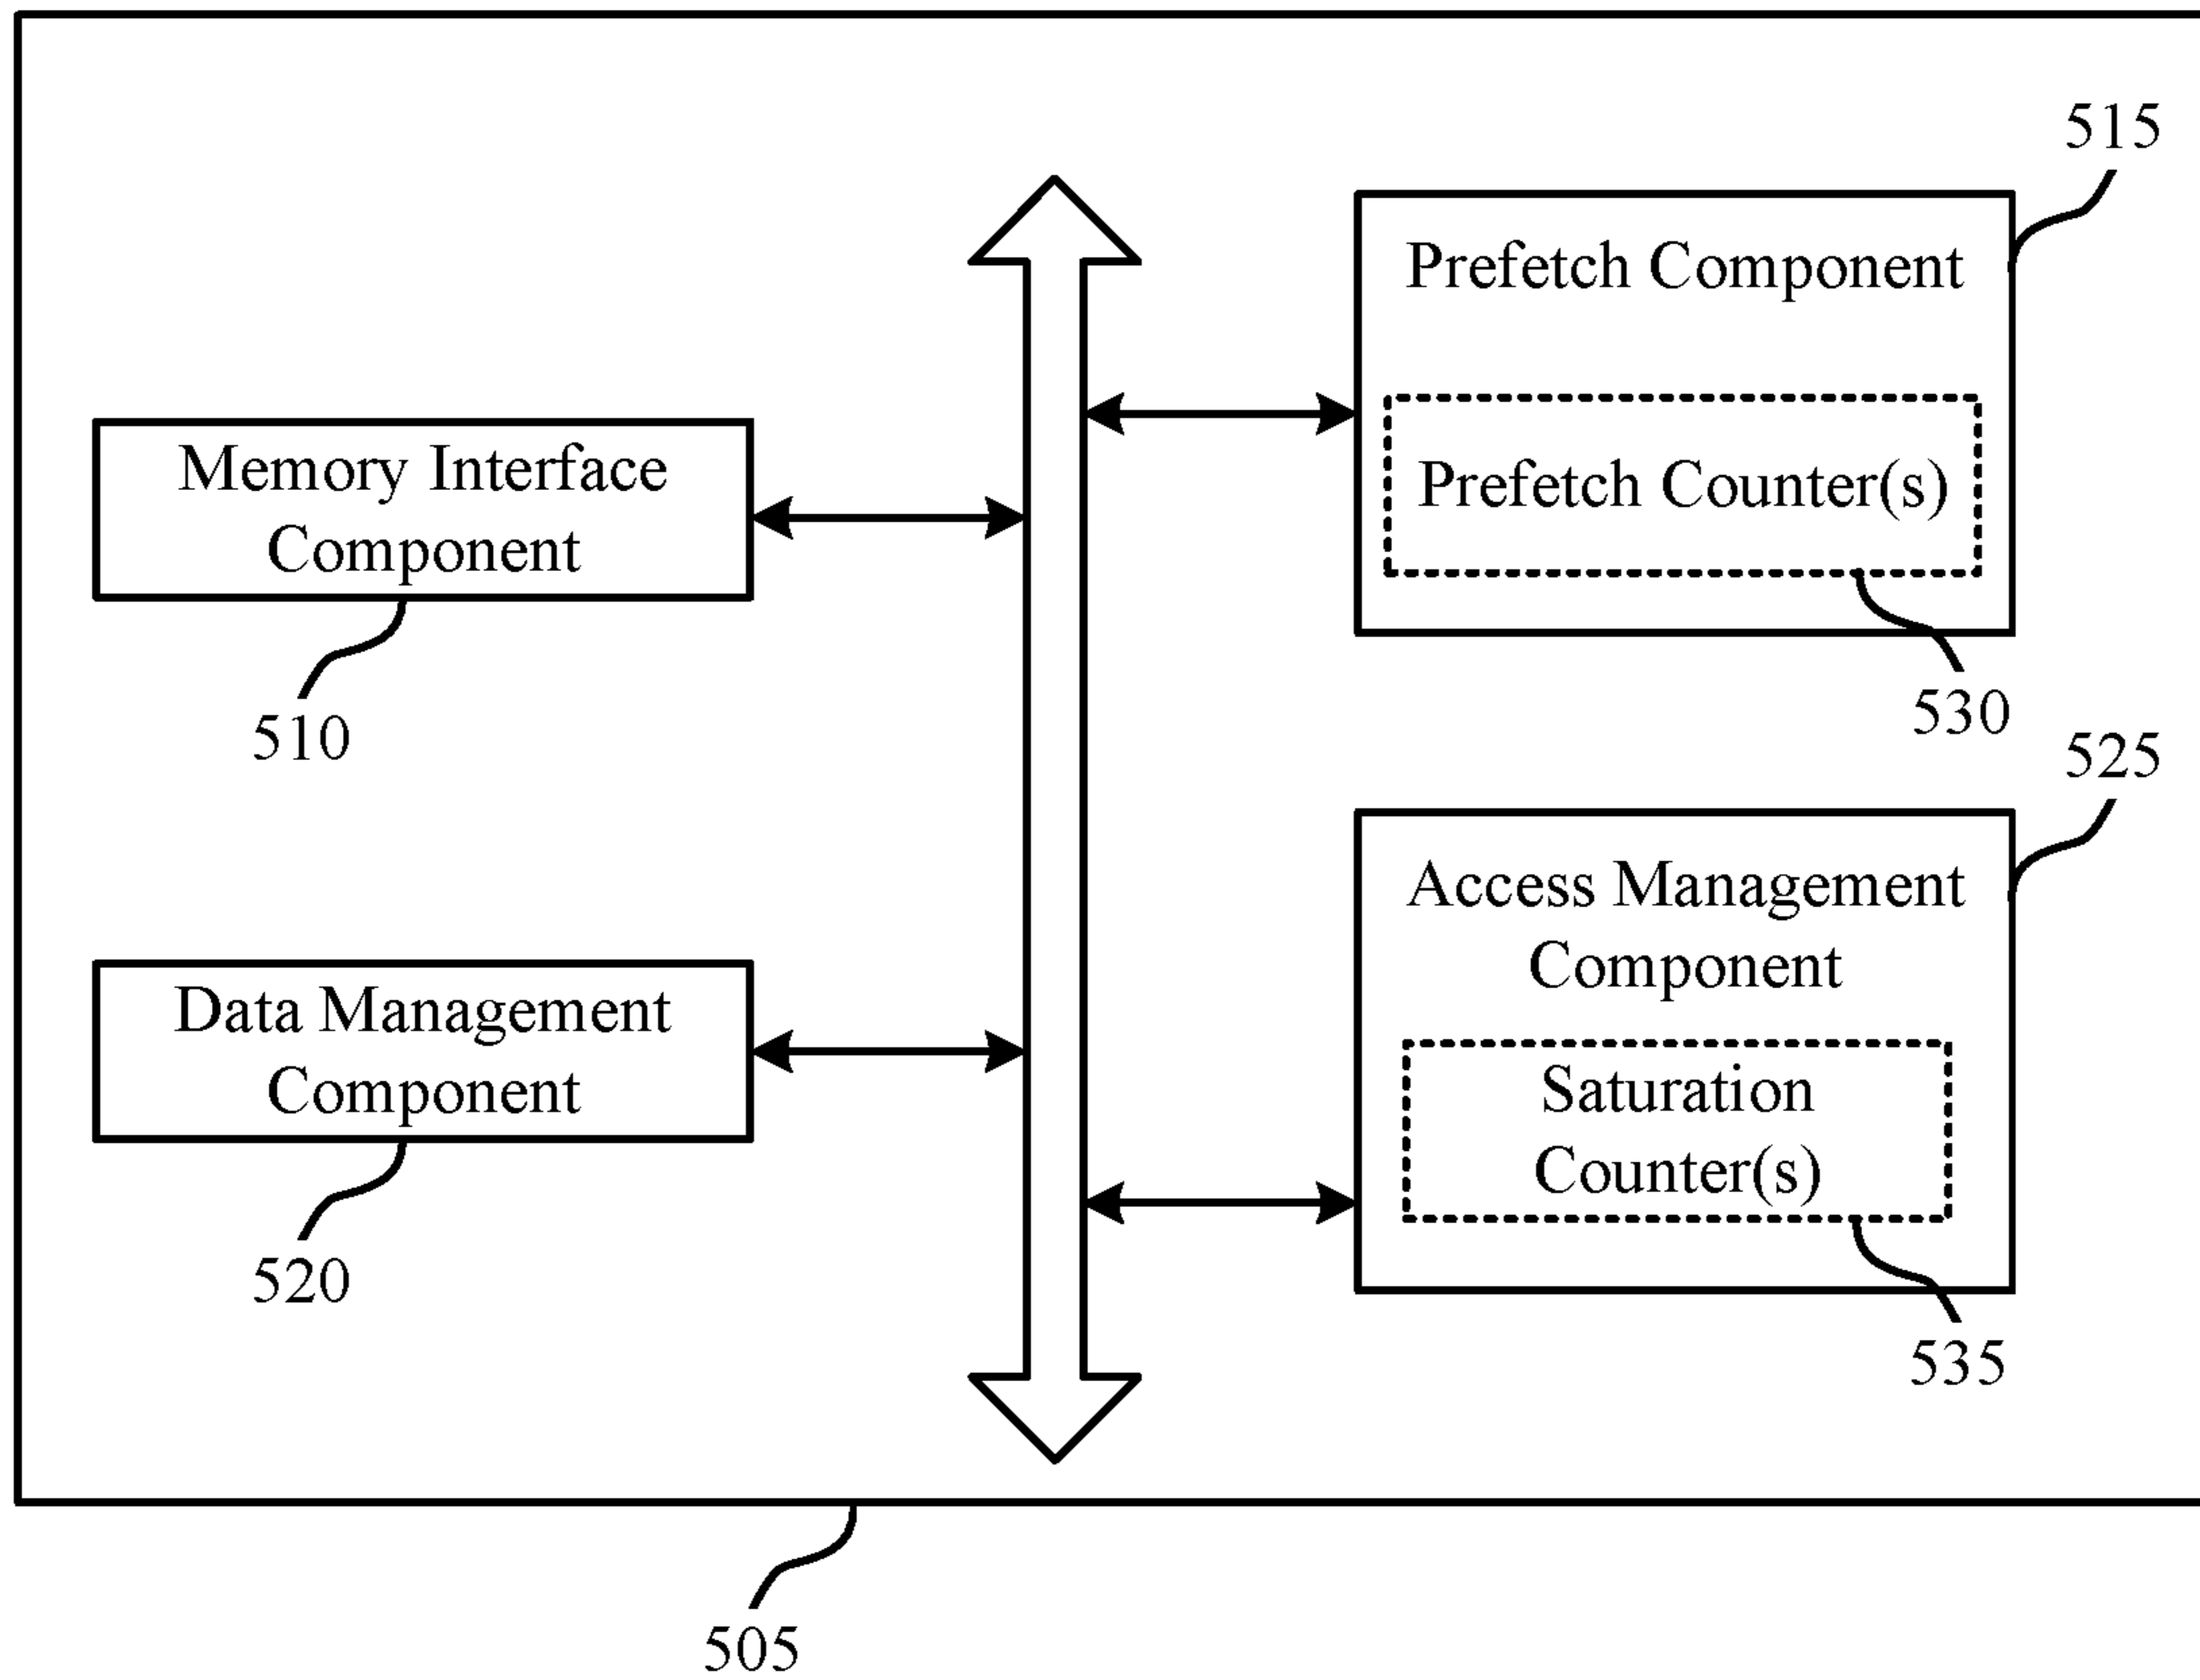 515
Prefetch Component
Prefetch Counter(s)
530
Memory Interface
Component
510
525
Access Management
Component
Saturation
Counter(s)
535
Data Management
Component
520
505